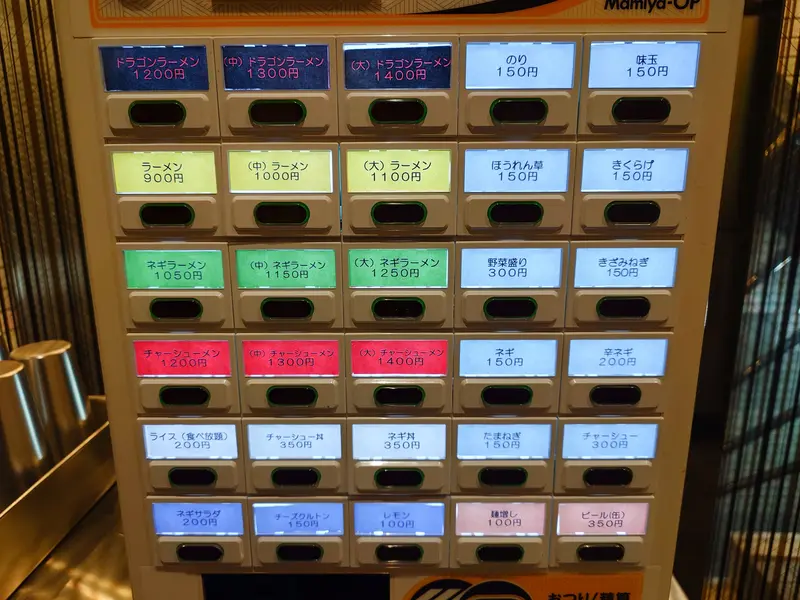 Mamiya-OP
ドラゴンラーメン
1200円
(中) ドラゴンラーメン
1300円
(大) ドラゴンラーメン
1400円
のり
150円
味玉
150円
ラーメン
900円
(中) ラーメン
1000円
(大) ラーメン
1100円
ほうれん草
150円
きくらげ
150円
ネギラーメン
1050円
(中) ネギラーメン
1150円
(大) ネギラーメン
1250円
野菜盛り
300円
きざみねぎ
150円
チャーシューメン
1200円
(中) チャーシューメン
1300円
(大) チャーシューメン
1400円
ネギ
150円
辛ネギ
200円
ライス (食べ放題)
200円
チャーシュー丼
350円
ネギ丼
350円
たまねぎ
150円
チャーシュー
300円
ネギサラダ
200円
チーズクルトン
150円
レモン
100円
麺増し
100円
ビール(缶)
350円
おつり/領収